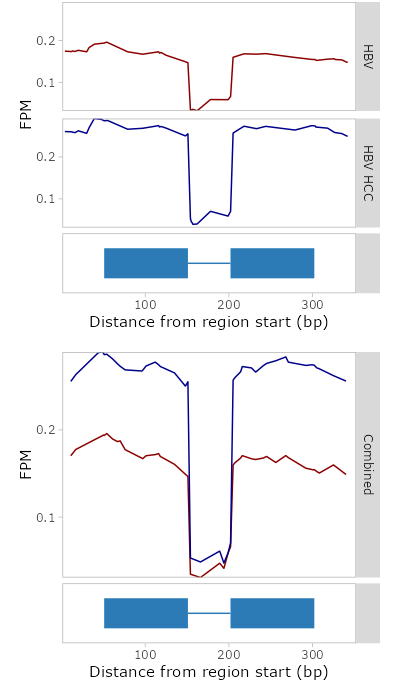 HBV
0.2
0.1
FPM
HBV HCC
0.2
0.1
100 200 300
Distance from region start (bp)
Combined
0.2
FPM
0.1
100 200 300
Distance from region start (bp)